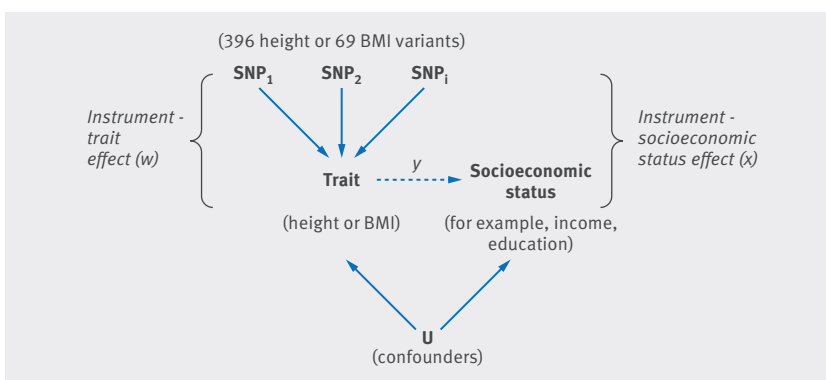 (396 height or 69 BMI variants)
SNP1 SNP2 SNPi
Instrument -
trait
effect (w)
Instrument -
socioeconomic
status effect (x)
Trait
y
Socioeconomic
status
(height or BMI)
(for example, income,
education)
U
(confounders)